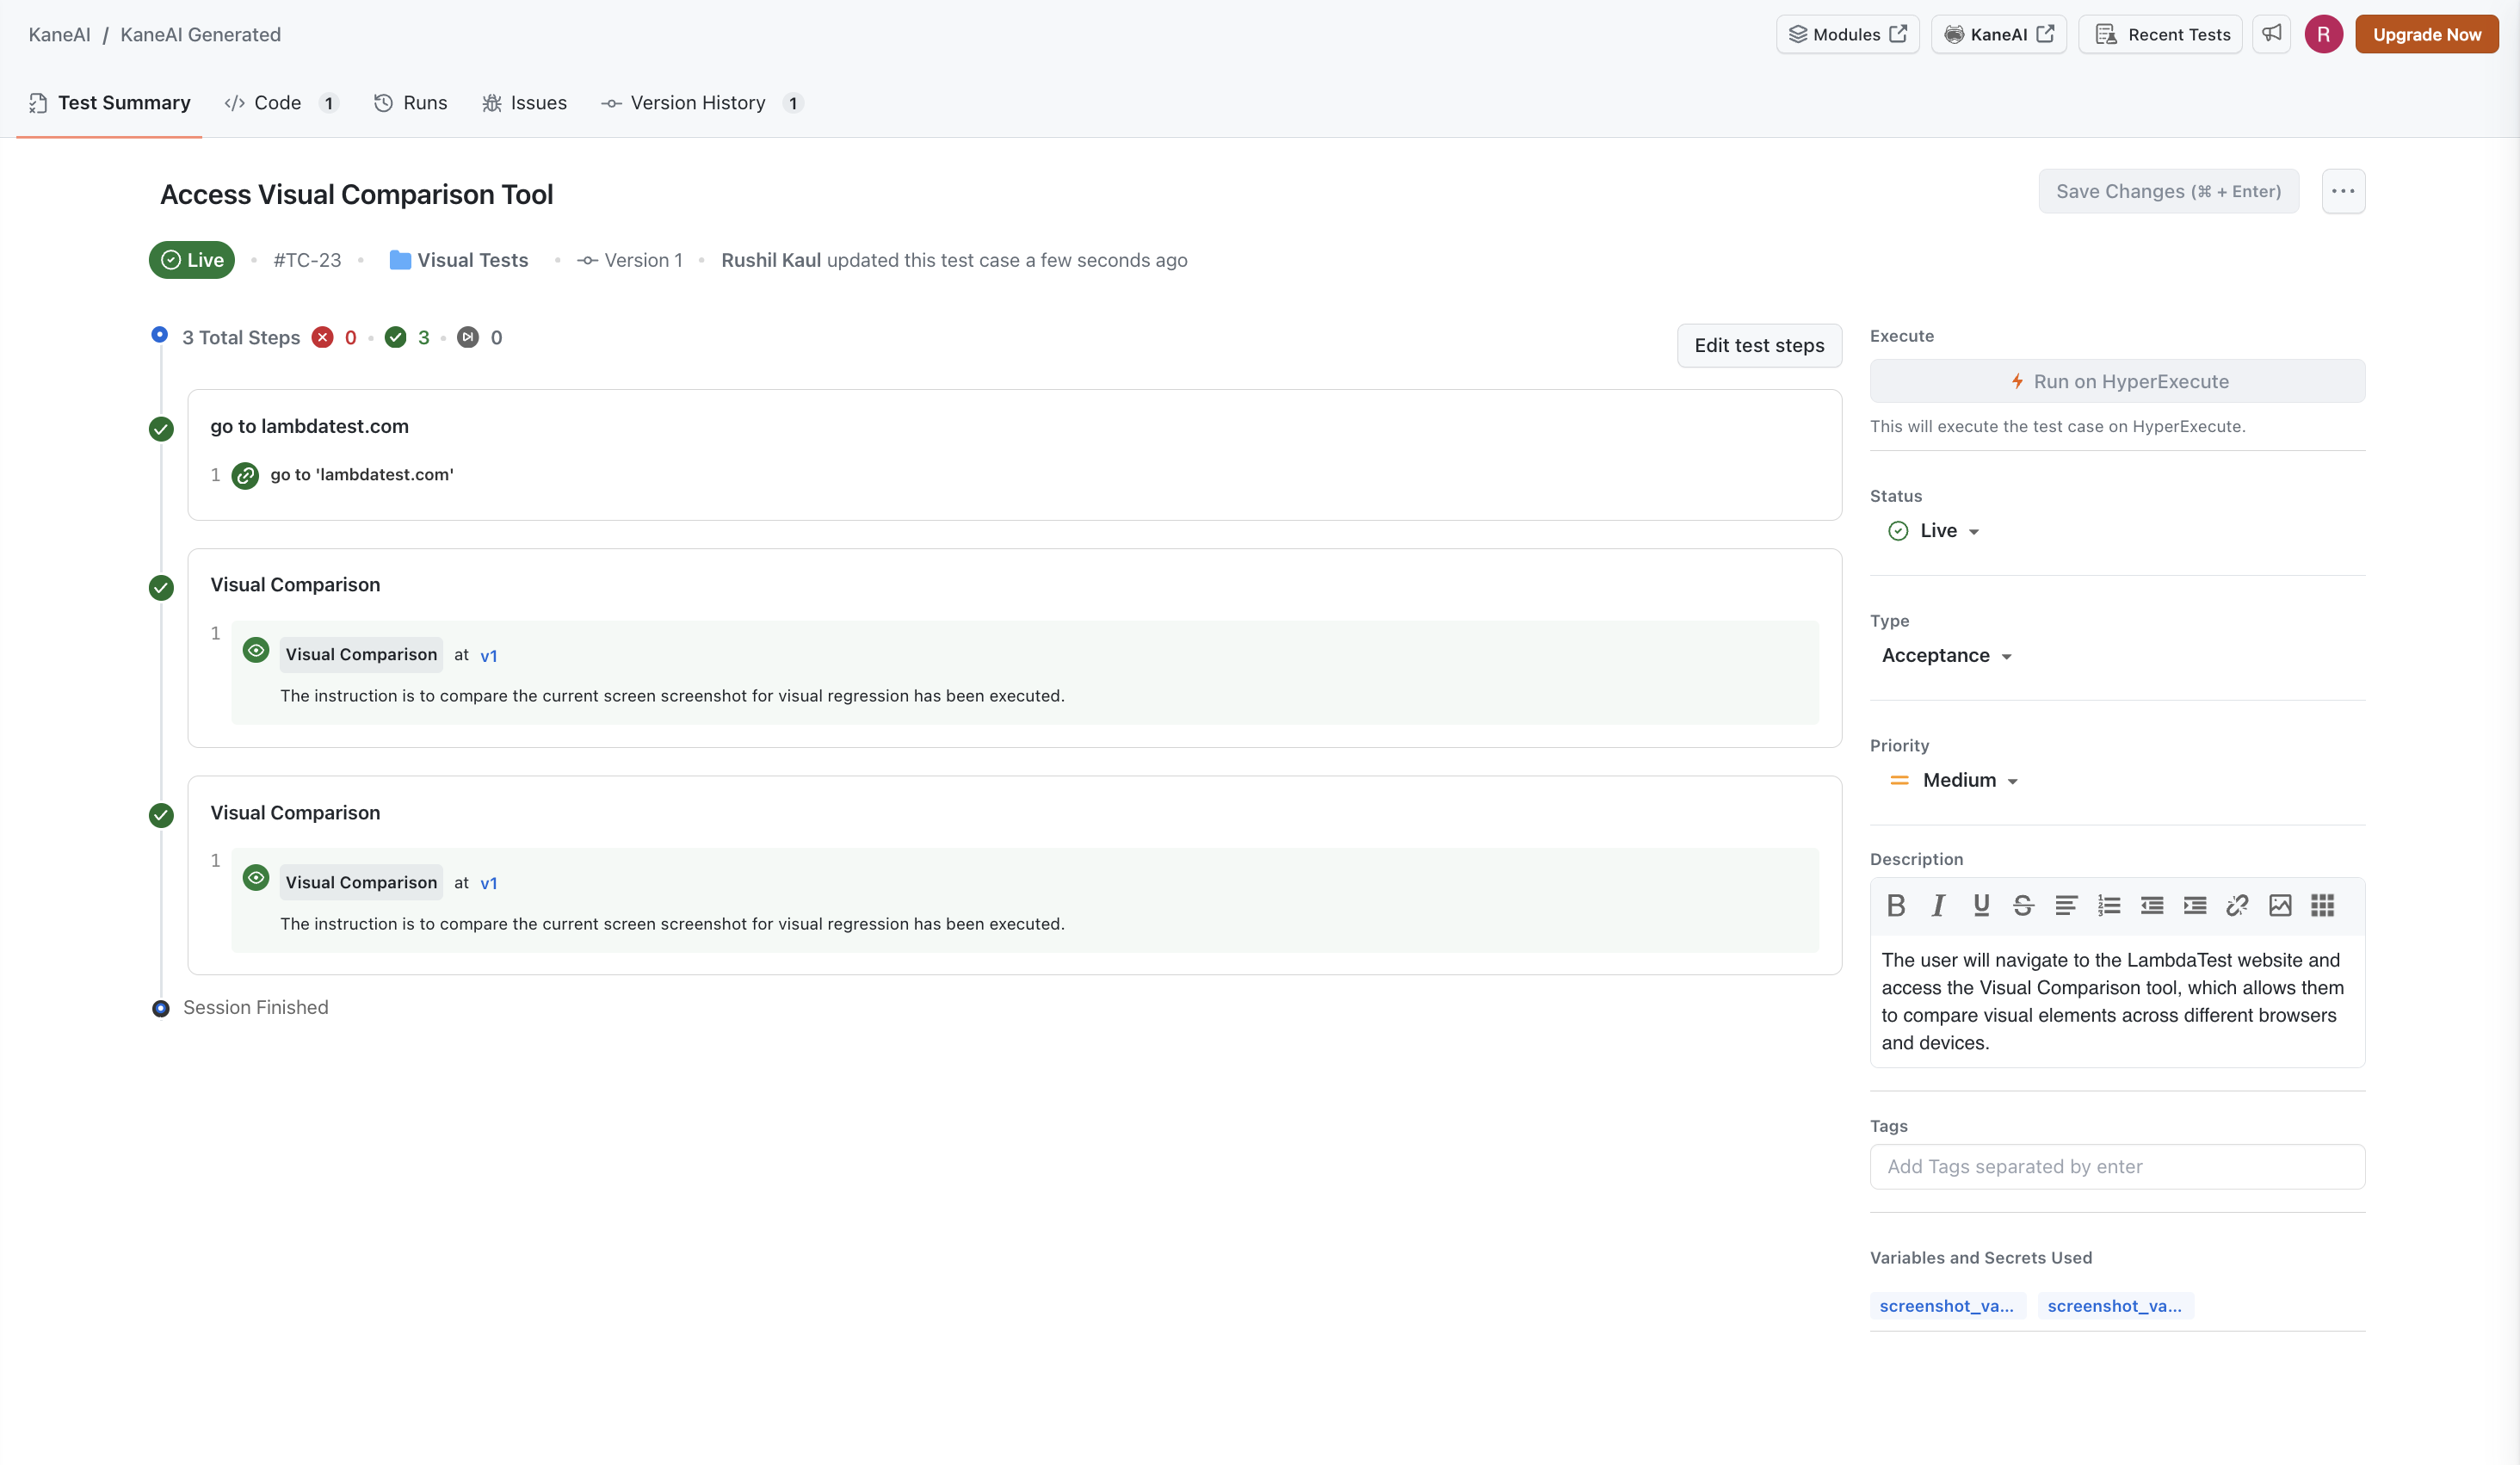 KaneAI / KaneAI Generated
Modules
KaneAI
Recent Tests
R
Upgrade Now
Test Summary
Code 1
Runs
Issues
Version History 1
Access Visual Comparison Tool
Save Changes (⌘ + Enter)
Live • #TC-23 • Visual Tests • Version 1 • Rushil Kaul updated this test case a few seconds ago
3 Total Steps 0 • 3 • 0
Edit test steps
go to lambdatest.com
1 go to 'lambdatest.com'
Visual Comparison
1 Visual Comparison at v1
The instruction is to compare the current screen screenshot for visual regression has been executed.
Visual Comparison
1 Visual Comparison at v1
The instruction is to compare the current screen screenshot for visual regression has been executed.
Session Finished
Execute
Run on HyperExecute
This will execute the test case on HyperExecute.
Status
Live
Type
Acceptance
Priority
Medium
Description
The user will navigate to the LambdaTest website and
access the Visual Comparison tool, which allows them
to compare visual elements across different browsers
and devices.
Tags
Add Tags separated by enter
Variables and Secrets Used
screenshot_va... screenshot_va...